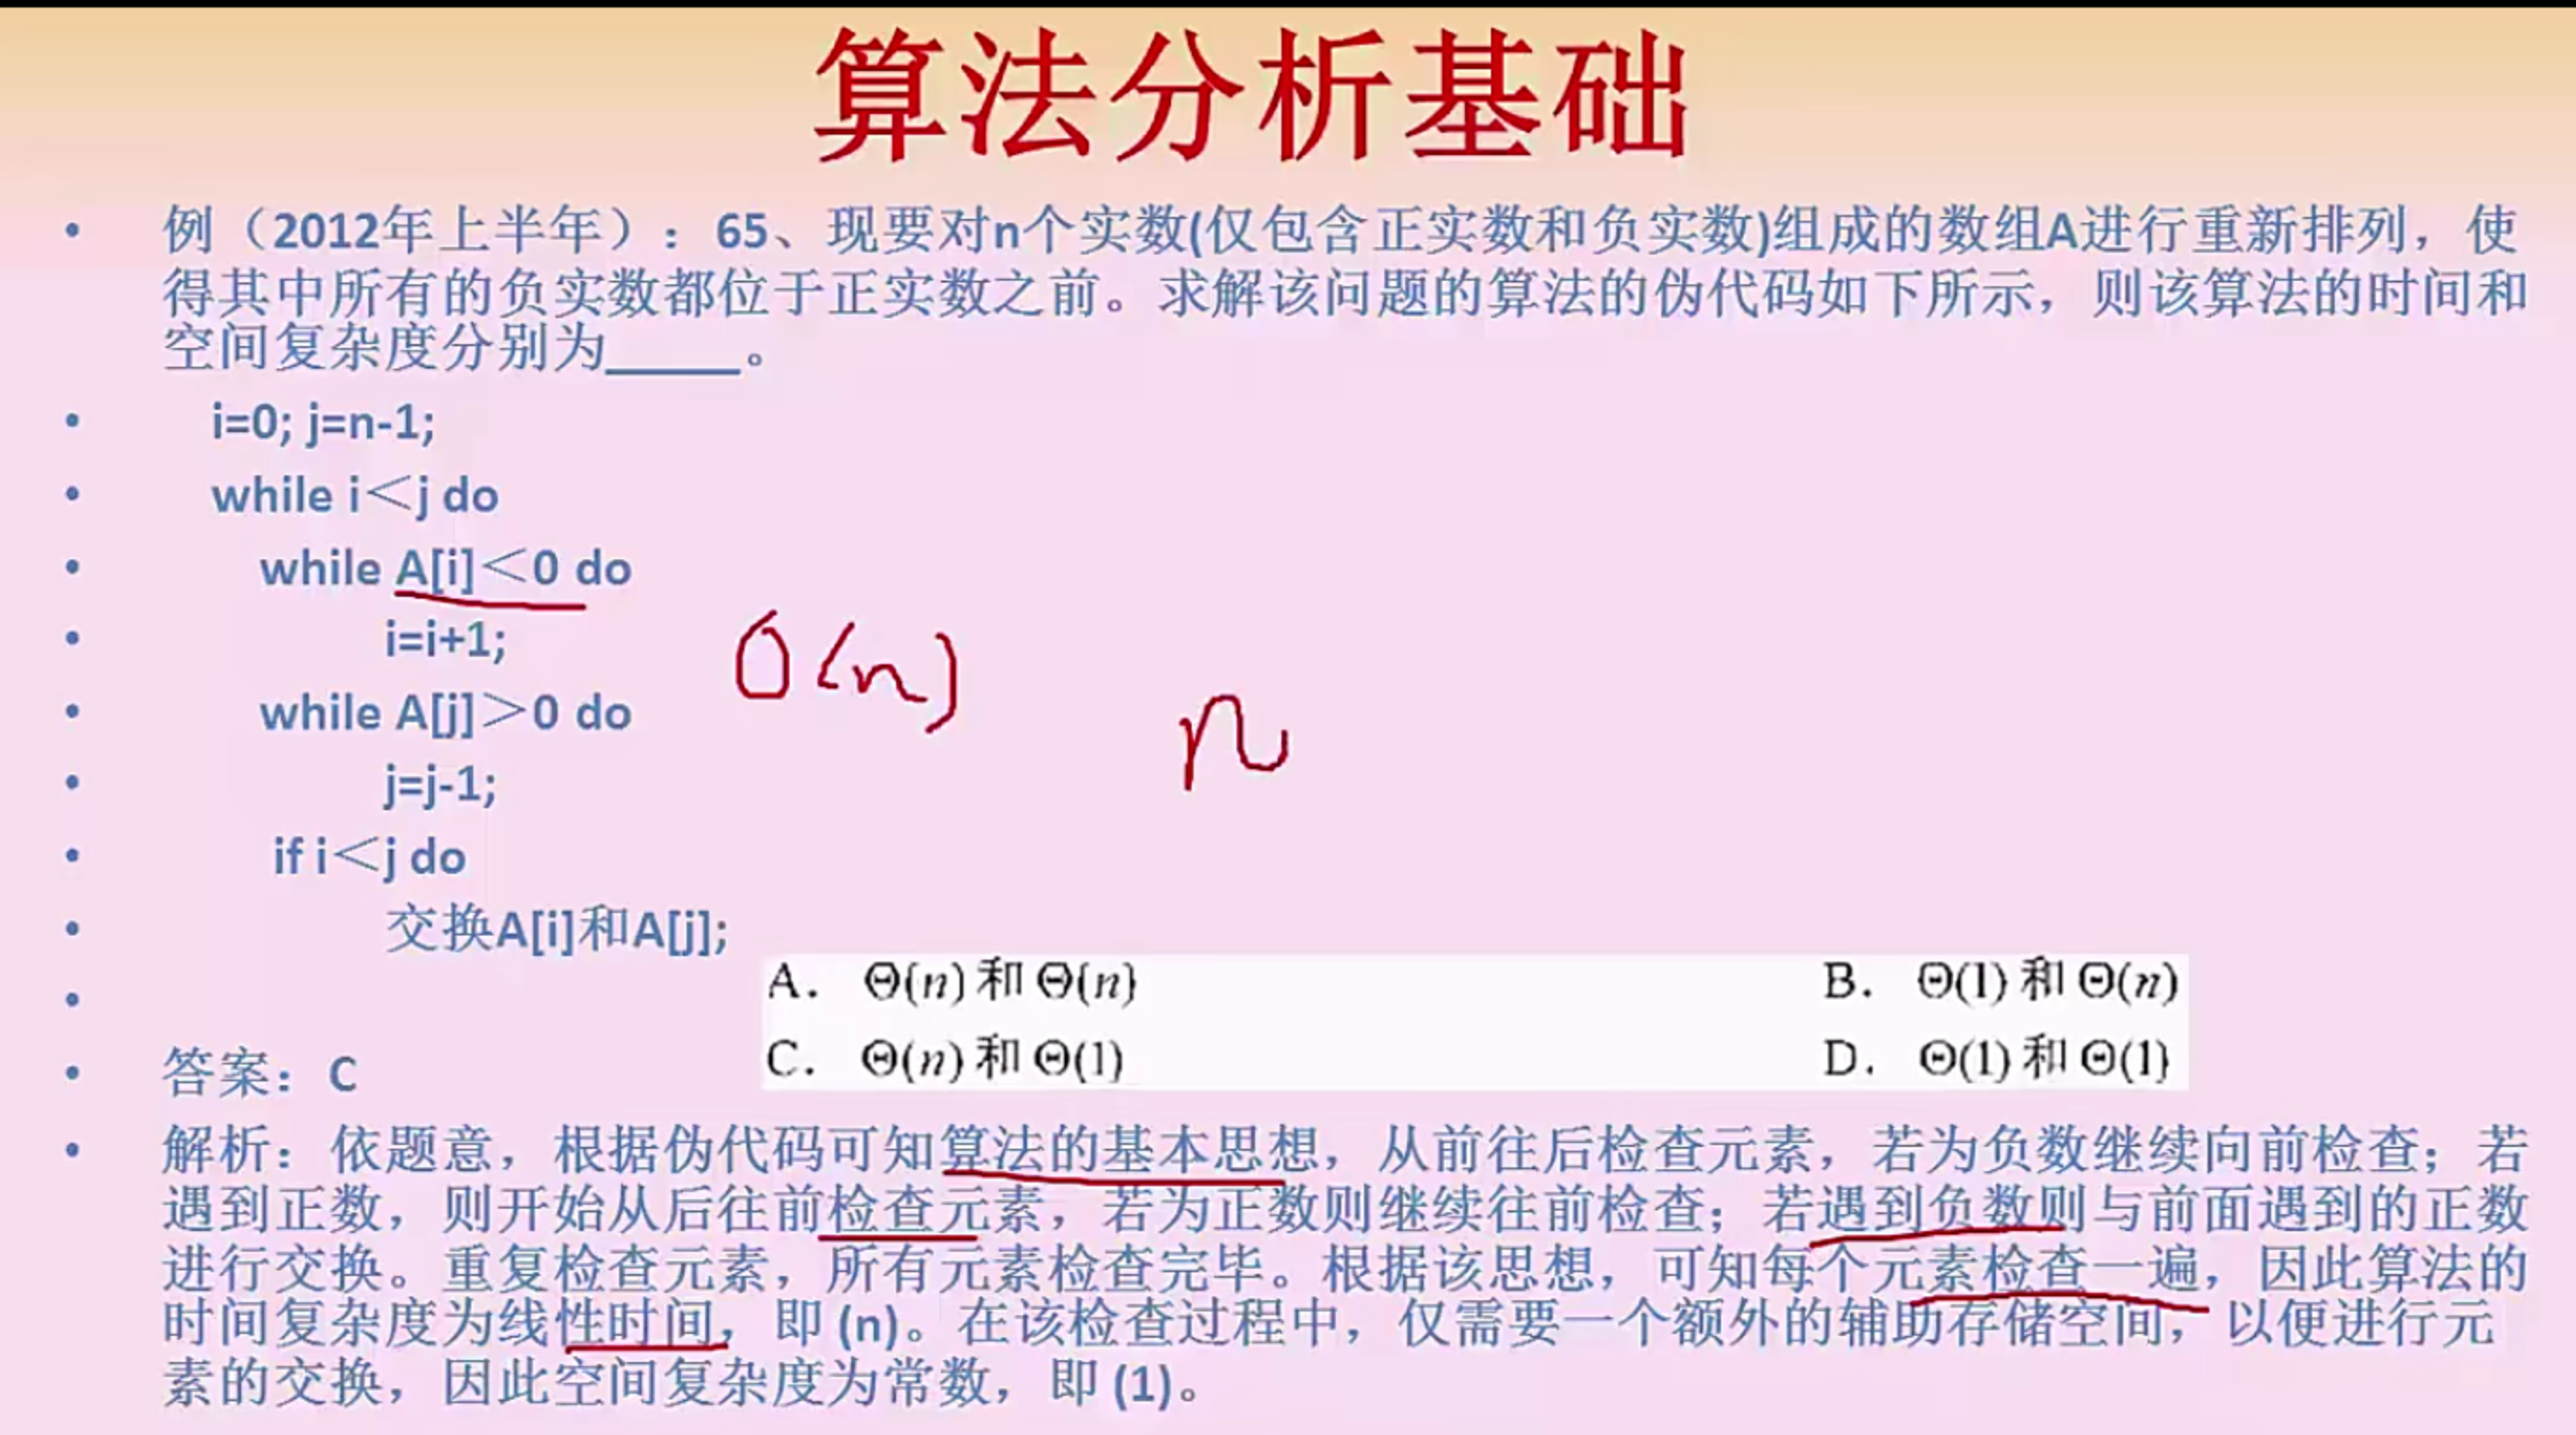 算法分析基础
• 例（2012年上半年）：65、现要对n个实数(仅包含正实数和负实数)组成的数组A进行重新排列，使
得其中所有的负实数都位于正实数之前。求解该问题的算法的伪代码如下所示，则该算法的时间和
空间复杂度分别为_____。
• i=0; j=n-1;
• while i＜j do
• while A[i]＜0 do
• i=i+1;
O(n)
• while A[j]＞0 do
n
• j=j-1;
• if i＜j do
• 交换A[i]和A[j];
•
A. Θ(n) 和 Θ(n) B. Θ(1) 和 Θ(n)
C. Θ(n) 和 Θ(1) D. Θ(1) 和 Θ(1)
• 答案：C
• 解析：依题意，根据伪代码可知算法的基本思想，从前往后检查元素，若为负数继续向前检查；若
遇到正数，则开始从后往前检查元素，若为正数则继续往前检查；若遇到负数则与前面遇到的正数
进行交换。重复检查元素，所有元素检查完毕。根据该思想，可知每个元素检查一遍，因此算法的
时间复杂度为线性时间，即 (n)。在该检查过程中，仅需要一个额外的辅助存储空间，以便进行元
素的交换，因此空间复杂度为常数，即 (1)。